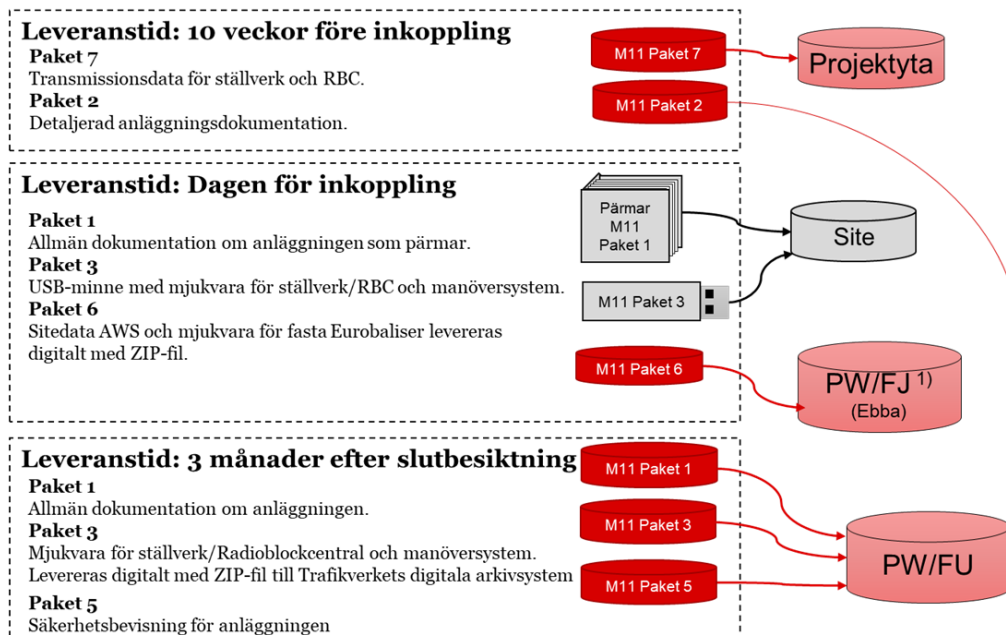 Leveranstid: 10 veckor före inkoppling
Paket 7
Transmissionsdata för ställverk och RBC.
Paket 2
Detaljerad anläggningsdokumentation.
M11 Paket 7
M11 Paket 2
Projektyta
Leveranstid: Dagen för inkoppling
Paket 1
Allmän dokumentation om anläggningen som pärmar.
Paket 3
USB-minne med mjukvara för ställverk/RBC och manöversystem.
Paket 6
Sitedata AWS och mjukvara för fasta Eurobaliser levereras
digitalt med ZIP-fil.
Pärmar
M11
Paket 1
M11 Paket 3
M11 Paket 6
Site
PW/FJ 1)
(Ebba)
Leveranstid: 3 månader efter slutbesiktning
Paket 1
Allmän dokumentation om anläggningen.
Paket 3
Mjukvara för ställverk/Radioblockcentral och manöversystem.
Levereras digitalt med ZIP-fil till Trafikverkets digitala arkivsystem
Paket 5
Säkerhetsbevisning för anläggningen
M11 Paket 1
M11 Paket 3
M11 Paket 5
PW/FU